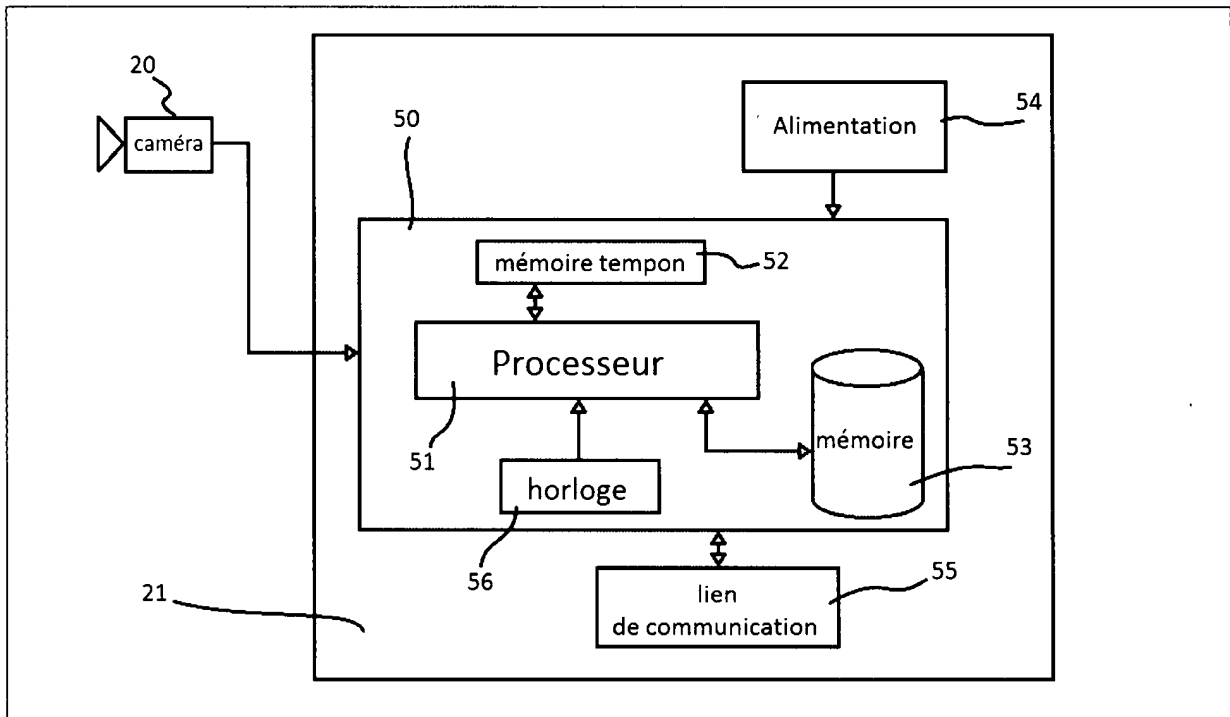 20
caméra
50
Alimentation
54
mémoire tempon
52
Processeur
51
mémoire
53
horloge
56
lien
de communication
55
21